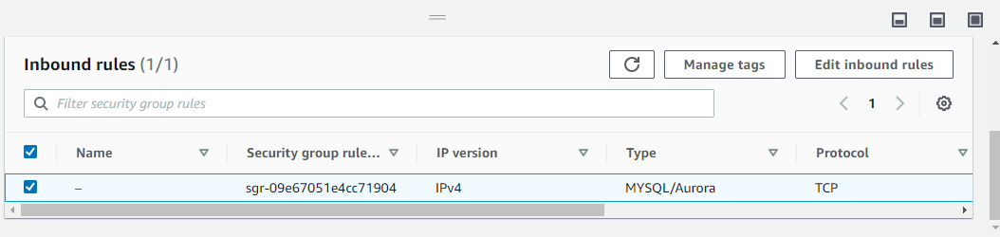 Inbound rules (1/1)
Manage tags
Edit inbound rules
Filter security group rules
1
Name Security group rule... IP version Type Protocol
– sgr-09e67051e4cc71904 IPv4 MYSQL/Aurora TCP